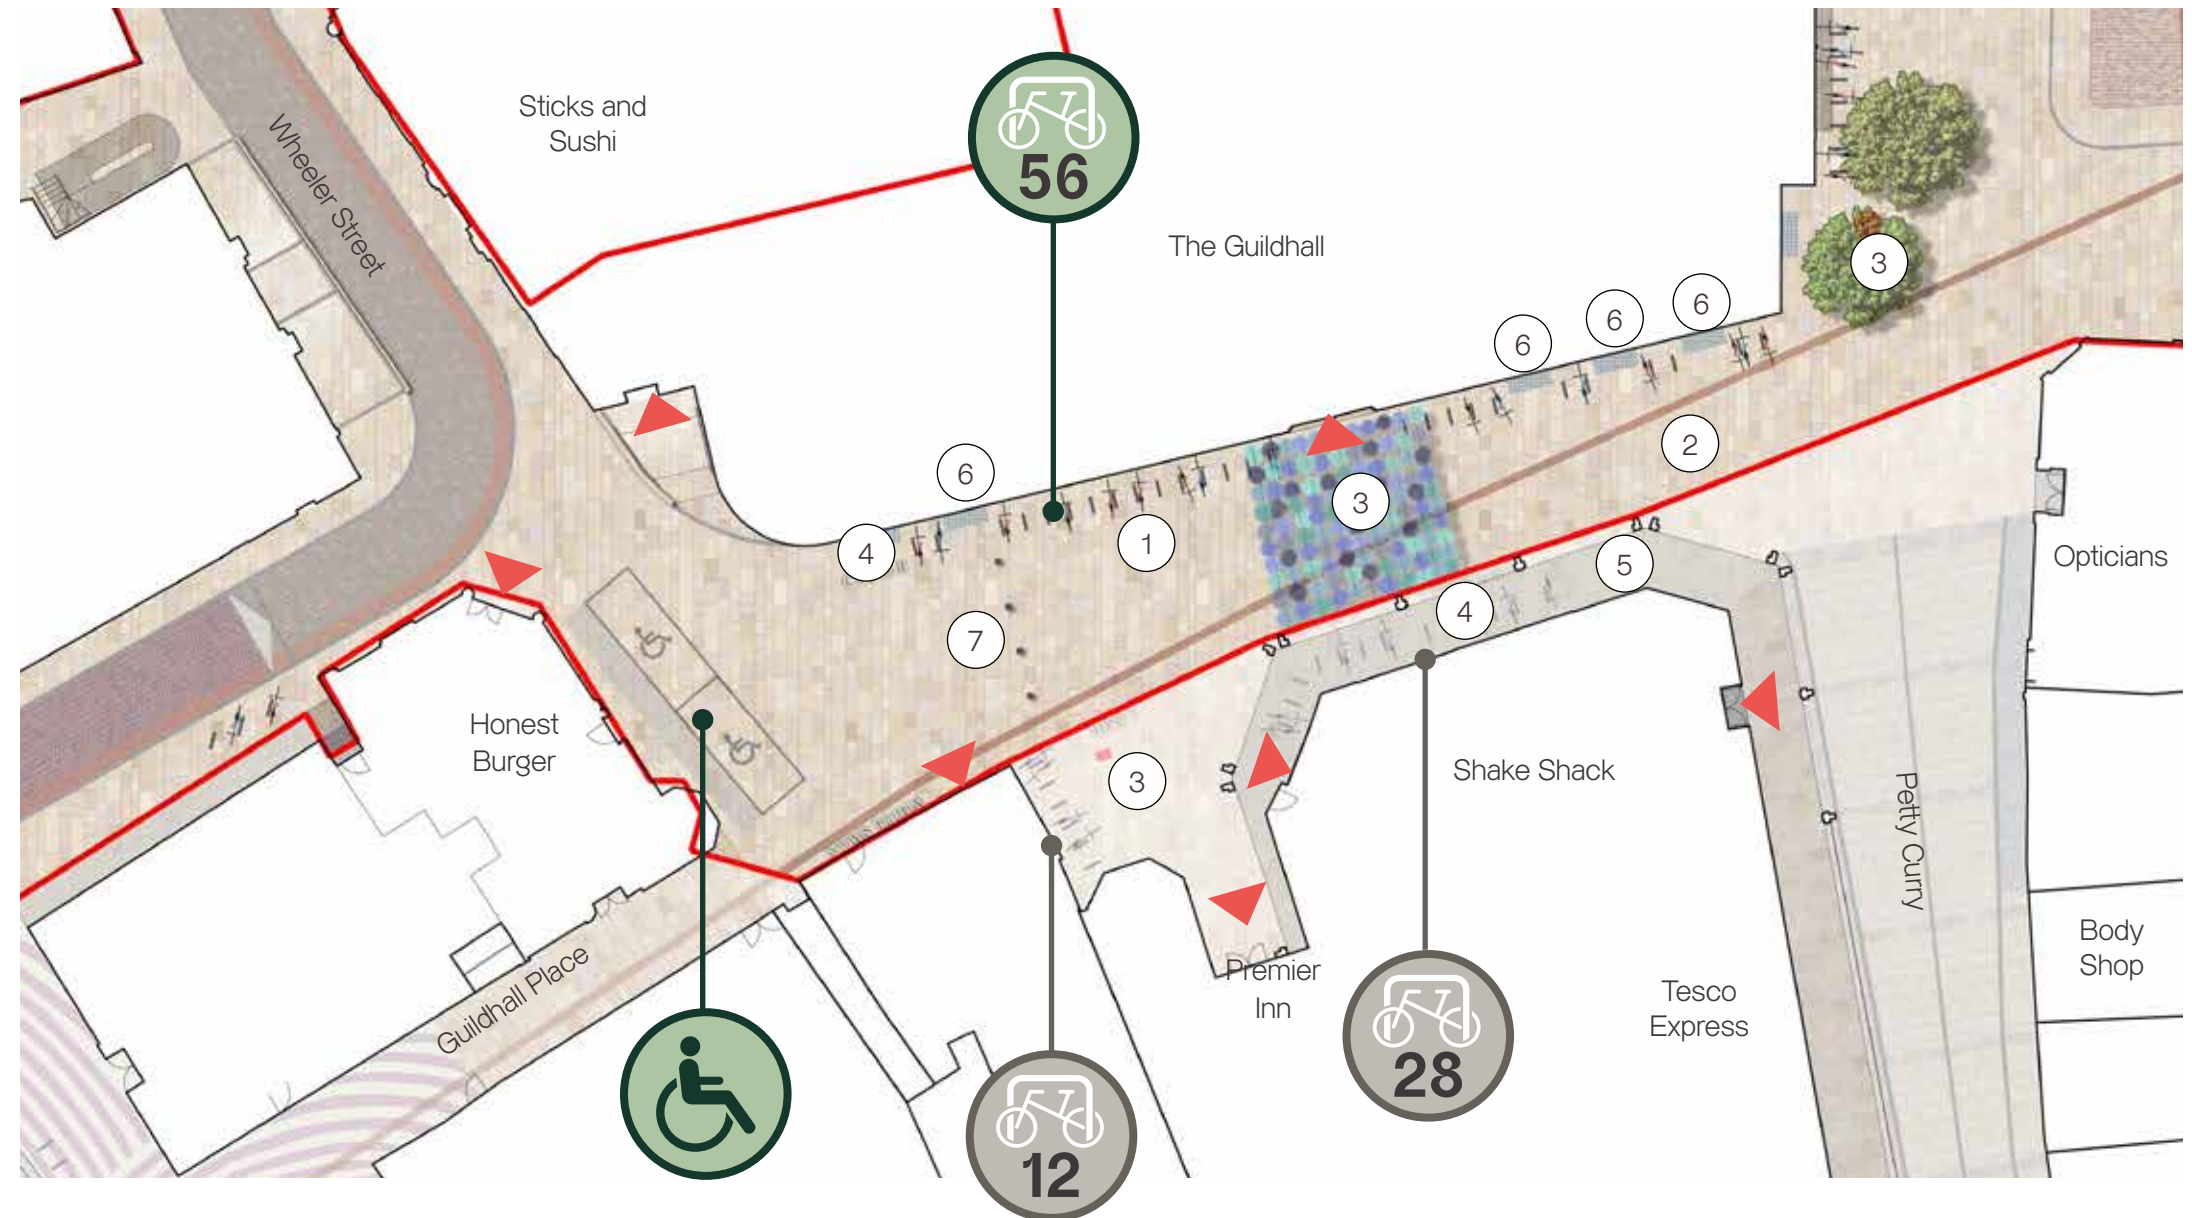 Sticks and
Sushi
56
Wheeler Street
The Guildhall
3
6
6
6
2
6
3
1
4
5
Opticians
4
7
Honest
Burger
3
Shake Shack
Petty Curry
Body
Shop
Guildhall Place
Premier
Inn
Tesco
Express
28
12